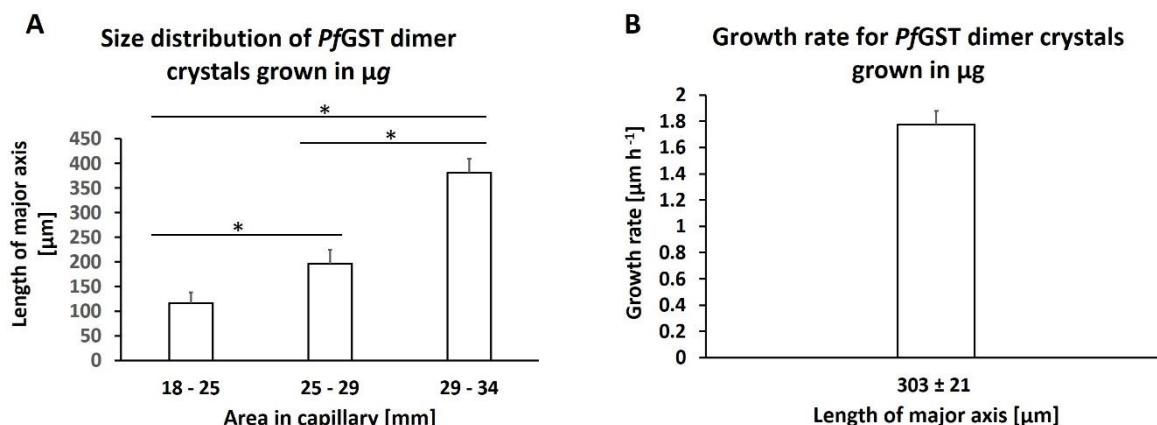 A
Size distribution of PfGST dimer
crystals grown in µg
*
*
*
Length of major axis
[µm]
450
400
350
300
250
200
150
100
50
0
18 - 25
25 - 29
29 - 34
Area in capillary [mm]
B
Growth rate for PfGST dimer crystals
grown in µg
Growth rate [µm h⁻¹]
2
1.8
1.6
1.4
1.2
1
0.8
0.6
0.4
0.2
0
303 ± 21
Length of major axis [µm]